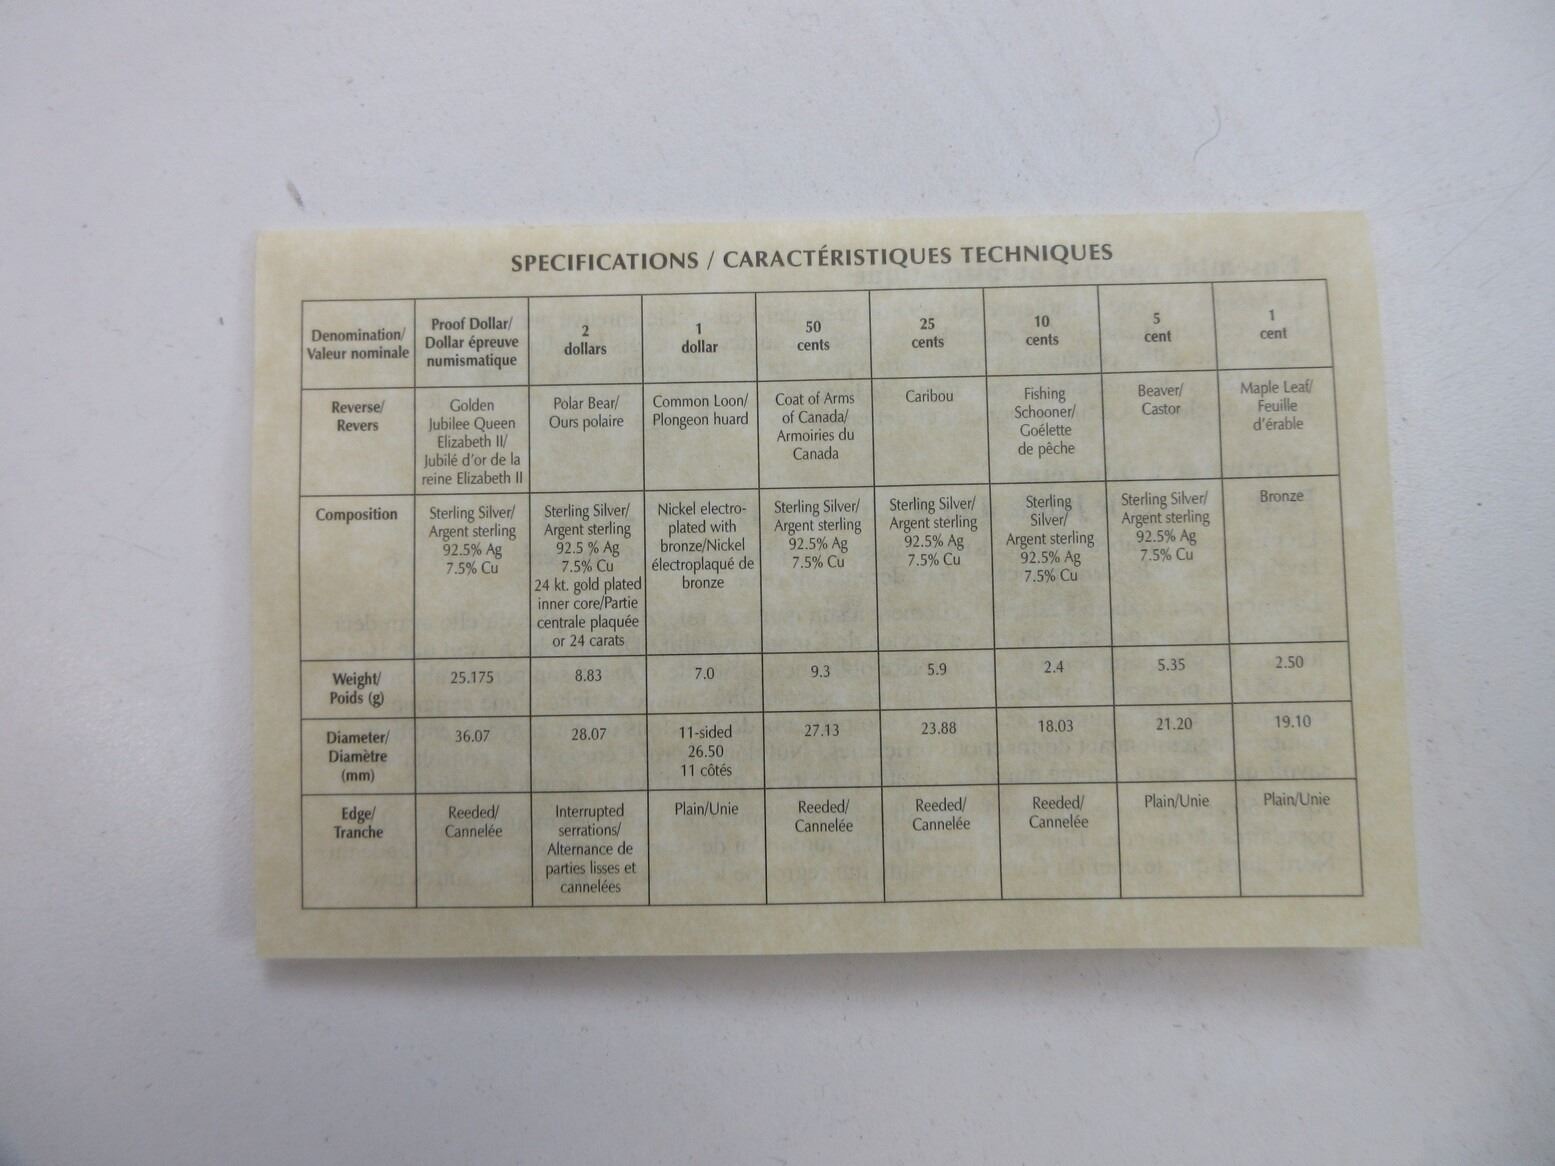 SPECIFICATIONS / CARACTÉRISTIQUES TECHNIQUES
Denomination/
Valeur nominale
Proof Dollar/
Dollar épreuve
numismatique
2
dollars
1
dollar
50
cents
25
cents
10
cents
5
cent
1
cent
Reverse/
Revers
Golden
Jubilee Queen
Elizabeth II/
Jubilé d'or de la
reine Elizabeth II
Polar Bear/
Ours polaire
Common Loon/
Plongeon huard
Coat of Arms
of Canada/
Armoiries du
Canada
Caribou
Fishing
Schooner/
Goélette
de pêche
Beaver/
Castor
Maple Leaf/
Feuille
d'érable
Composition
Sterling Silver/
Argent sterling
92.5% Ag
7.5% Cu
Sterling Silver/
Argent sterling
92.5 % Ag
7.5% Cu
24 kt. gold plated
inner core/Partie
centrale plaquée
or 24 carats
Nickel electro-
plated with
bronze/Nickel
électroplaqué de
bronze
Sterling Silver/
Argent sterling
92.5% Ag
7.5% Cu
Sterling Silver/
Argent sterling
92.5% Ag
7.5% Cu
Sterling
Silver/
Argent sterling
92.5% Ag
7.5% Cu
Sterling Silver/
Argent sterling
92.5% Ag
7.5% Cu
Bronze
Weight/
Poids (g)
25.175
8.83
7.0
9.3
5.9
2.4
5.35
2.50
Diameter/
Diamètre
(mm)
36.07
28.07
11-sided
26.50
11 côtés
27.13
23.88
18.03
21.20
19.10
Edge/
Tranche
Reeded/
Cannelée
Interrupted
serrations/
Alternance de
parties lisses et
cannelées
Plain/Unie
Reeded/
Cannelée
Reeded/
Cannelée
Reeded/
Cannelée
Plain/Unie
Plain/Unie